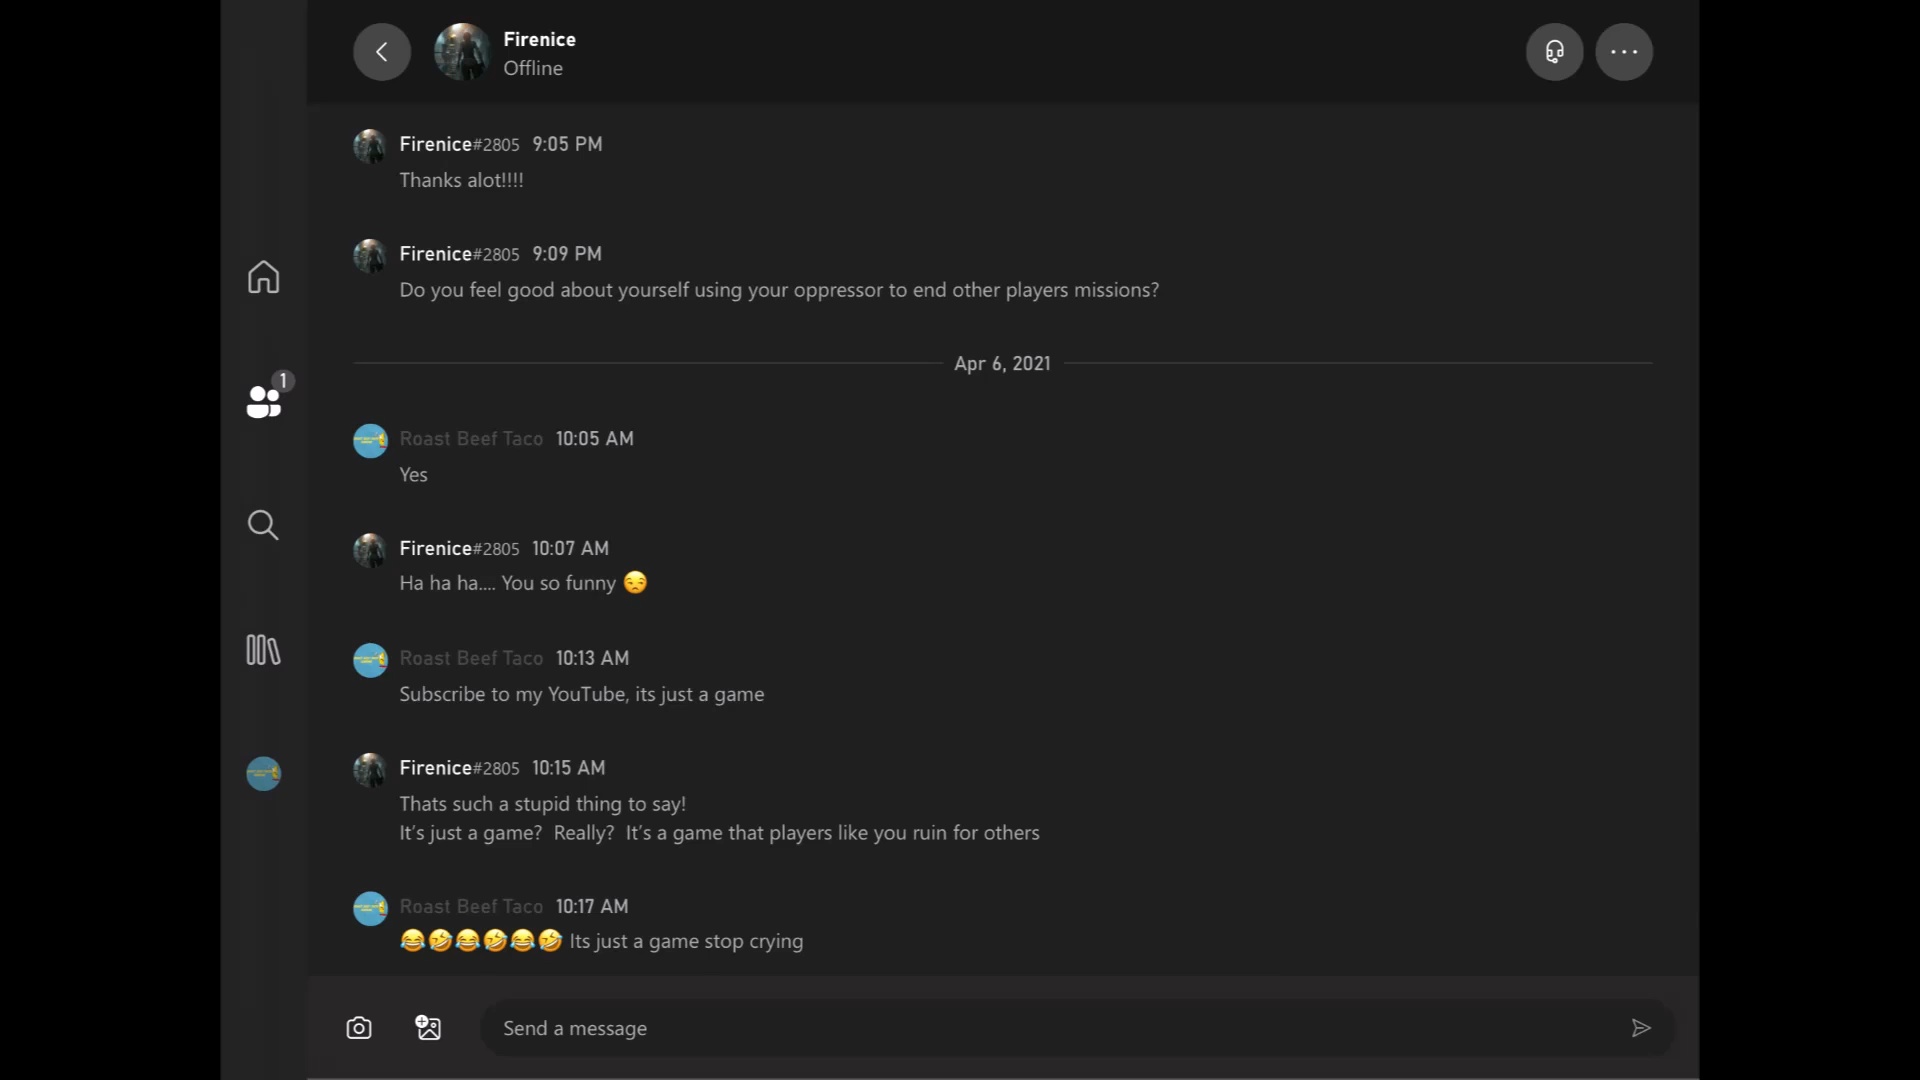 Firenice
Offline
Firenice#2805 9:05 PM
Thanks alot!!!!
Firenice#2805 9:09 PM
Do you feel good about yourself using your oppressor to end other players missions?
Apr 6, 2021
1
Roast Beef Taco 10:05 AM
Yes
Firenice#2805 10:07 AM
Ha ha ha.... You so funny 😒
Roast Beef Taco 10:13 AM
Subscribe to my YouTube, its just a game
Firenice#2805 10:15 AM
Thats such a stupid thing to say!
It’s just a game?  Really?  It’s a game that players like you ruin for others
Roast Beef Taco 10:17 AM
😂🤣😂🤣😂🤣 Its just a game stop crying
Send a message